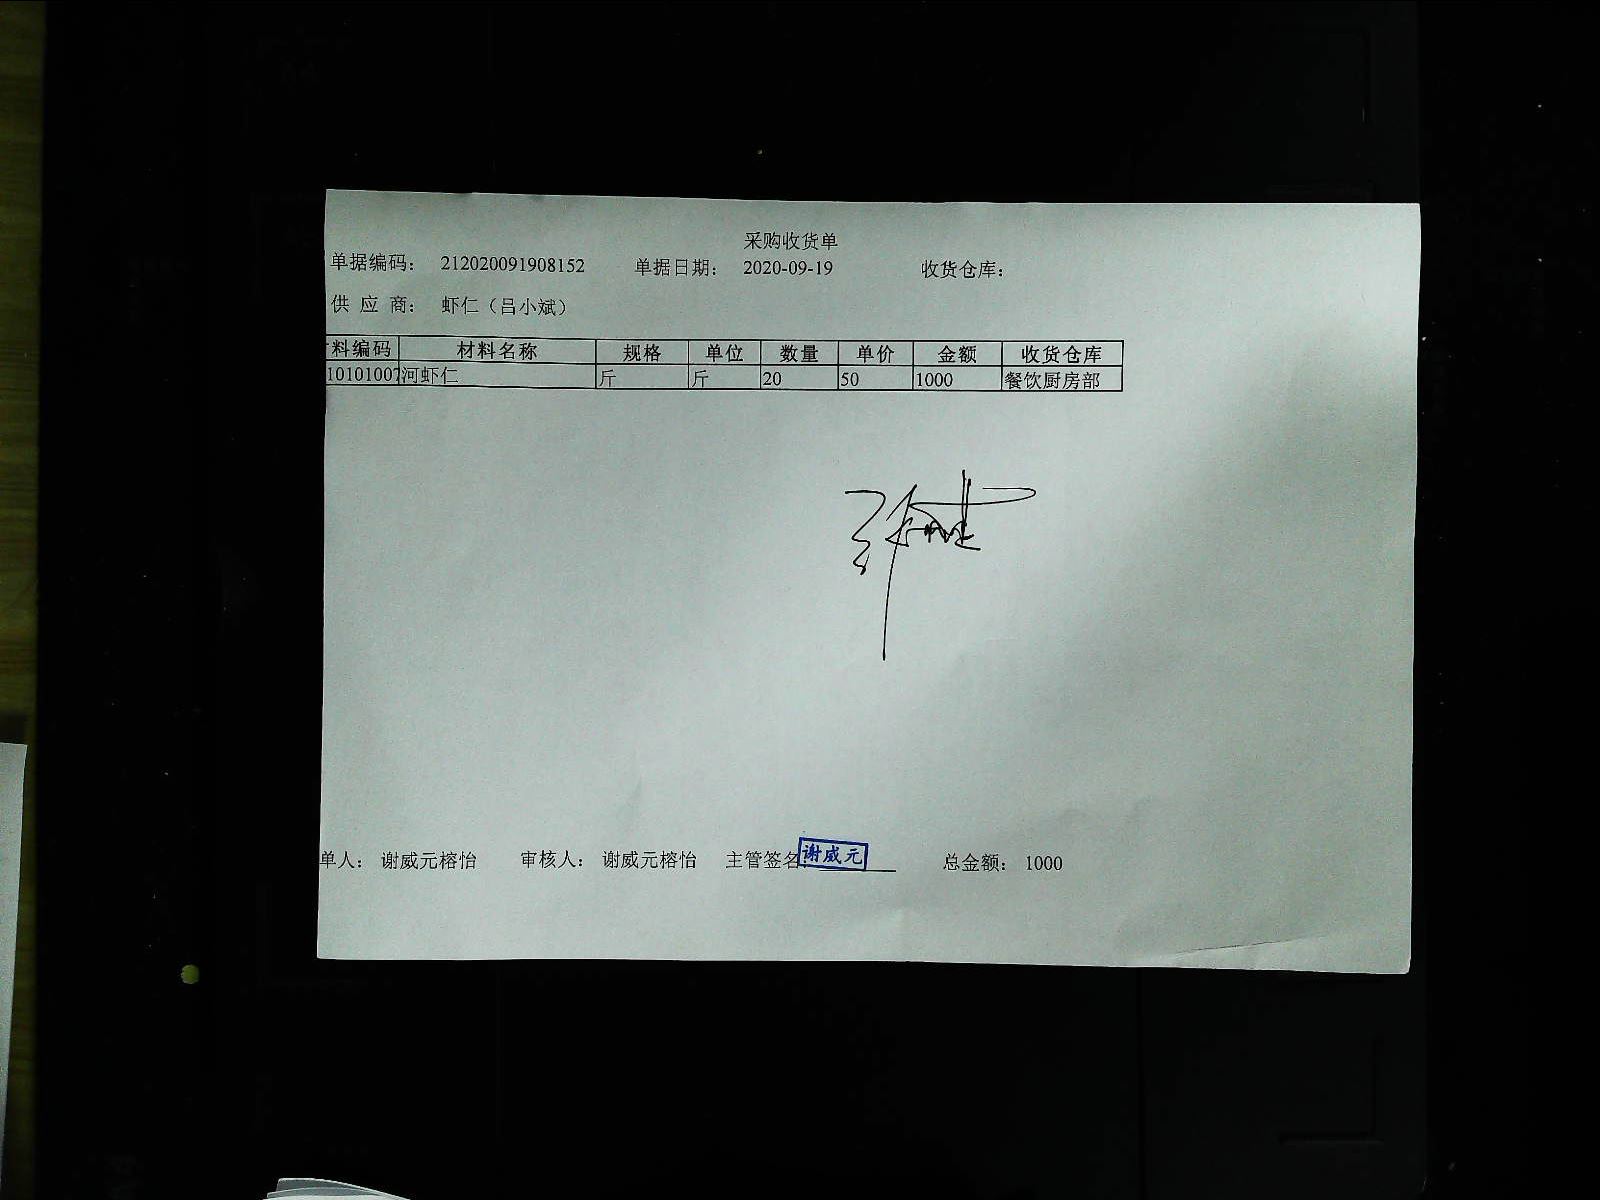 采购收货单
单据编码： 212020091908152 单据日期： 2020-09-19 收货仓库：
供 应 商： 虾仁（吕小斌）
料编码 材料名称 规格 单位 数量 单价 金额 收货仓库
10101007 河虾仁 斤 斤 20 50 1000 餐饮厨房部
单人： 谢威元榕怡 审核人： 谢威元榕怡 主管签名： 谢威元 总金额： 1000